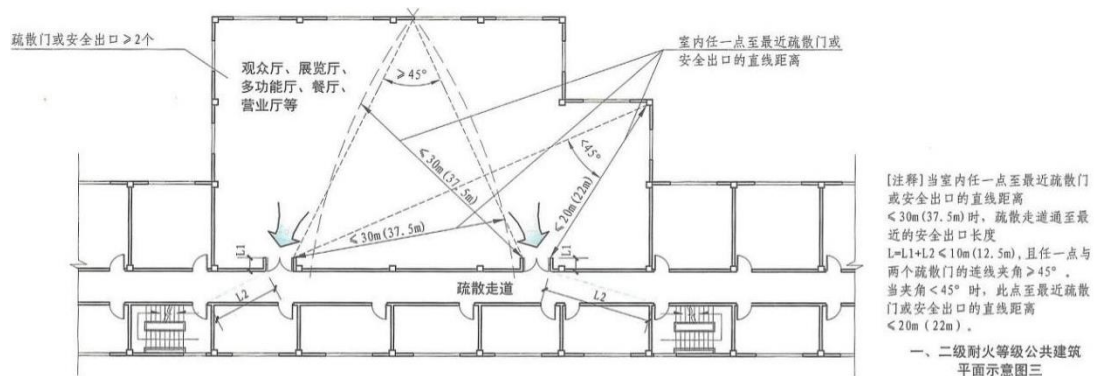 疏散门或安全出口≥2个
观众厅、展览厅、
多功能厅、餐厅、
营业厅等
≥45°
室内任一点至最近疏散门或
安全出口的直线距离
<45°
≤30m(37.5m)
≤20m(22m)
≤30m(37.5m)
L1
L1
疏散走道
L2
L2
[注释]当室内任一点至最近疏散门
或安全出口的直线距离
≤30m(37.5m)时,疏散走道通至最
近的安全出口长度
L=L1+L2≤10m(12.5m),且任一点与
两个疏散门的连线夹角≥45°。
当夹角<45°时,此点至最近疏散
门或安全出口的直线距离
≤20m(22m)。
一、二级耐火等级公共建筑
平面示意图三